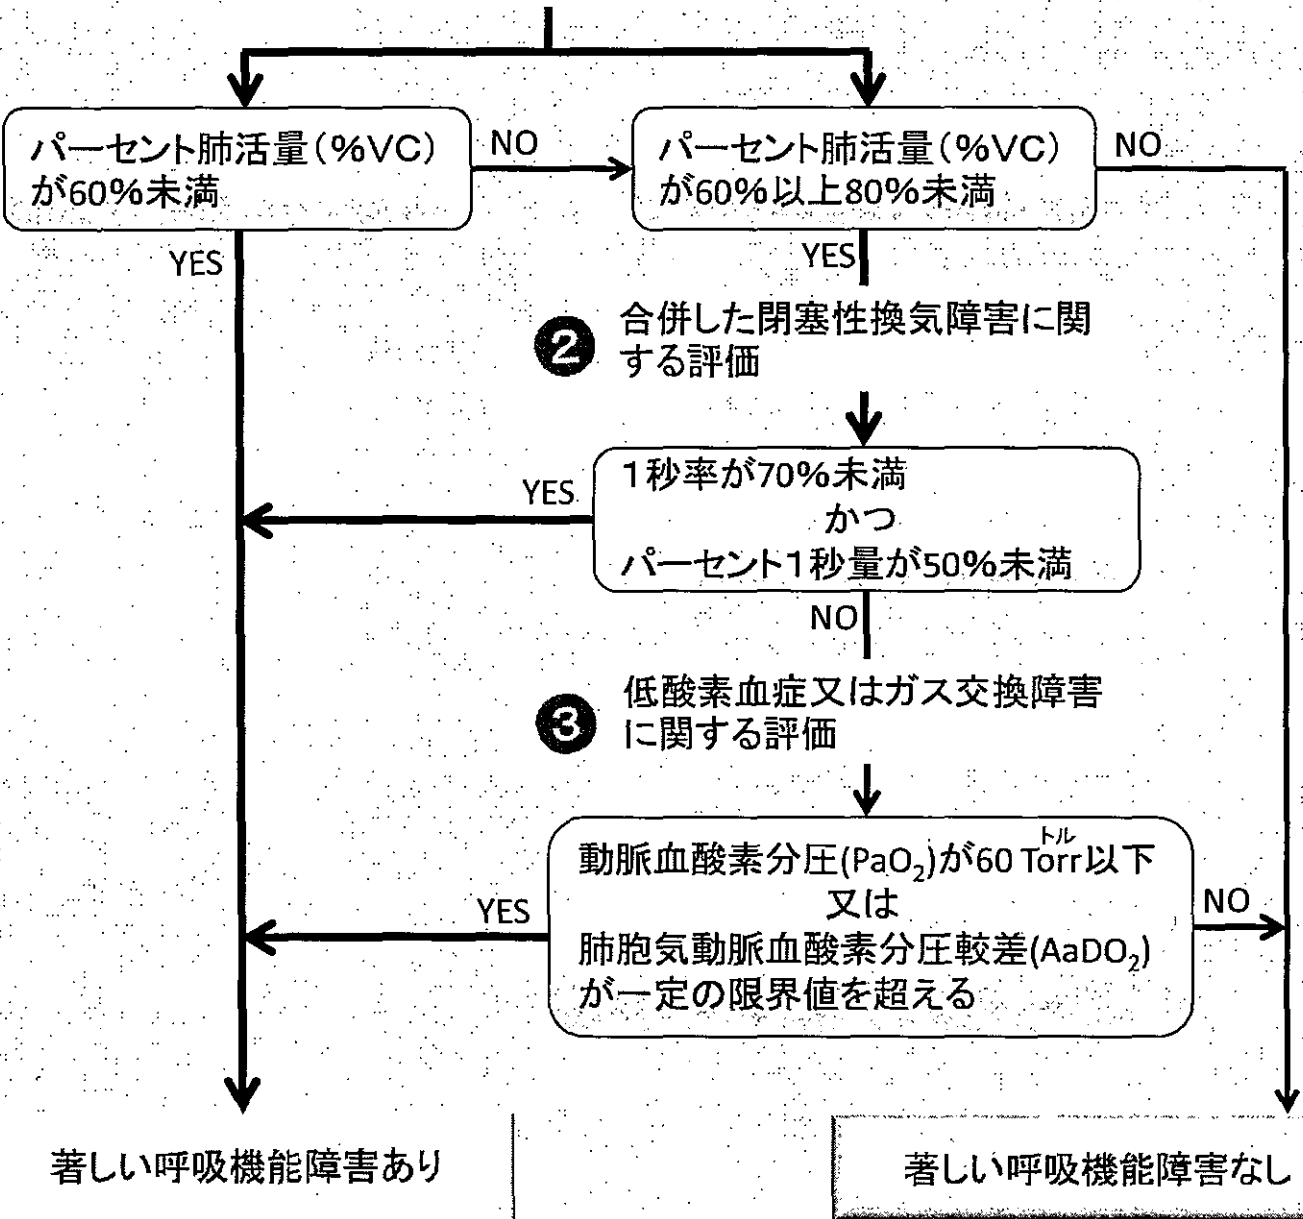 パーセント肺活量(%VC)
が60%未満
NO
パーセント肺活量(%VC)
が60%以上80%未満
NO
YES
YES
❷
合併した閉塞性換気障害に関
する評価
YES
1秒率が70%未満
かつ
パーセント1秒量が50%未満
NO
❸
低酸素血症又はガス交換障害
に関する評価
トル
動脈血酸素分圧(PaO₂)が60 Torr以下
又は
肺胞気動脈血酸素分圧較差(AaDO₂)
が一定の限界値を超える
YES
NO
著しい呼吸機能障害あり
著しい呼吸機能障害なし